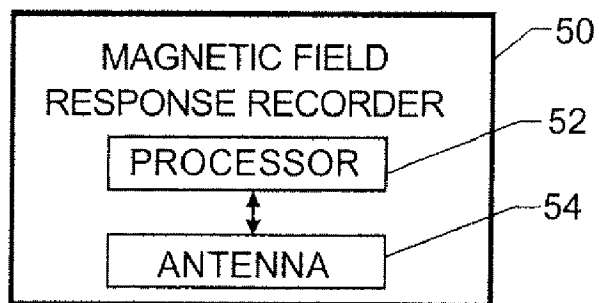 MAGNETIC FIELD
RESPONSE RECORDER
PROCESSOR
ANTENNA
50
52
54